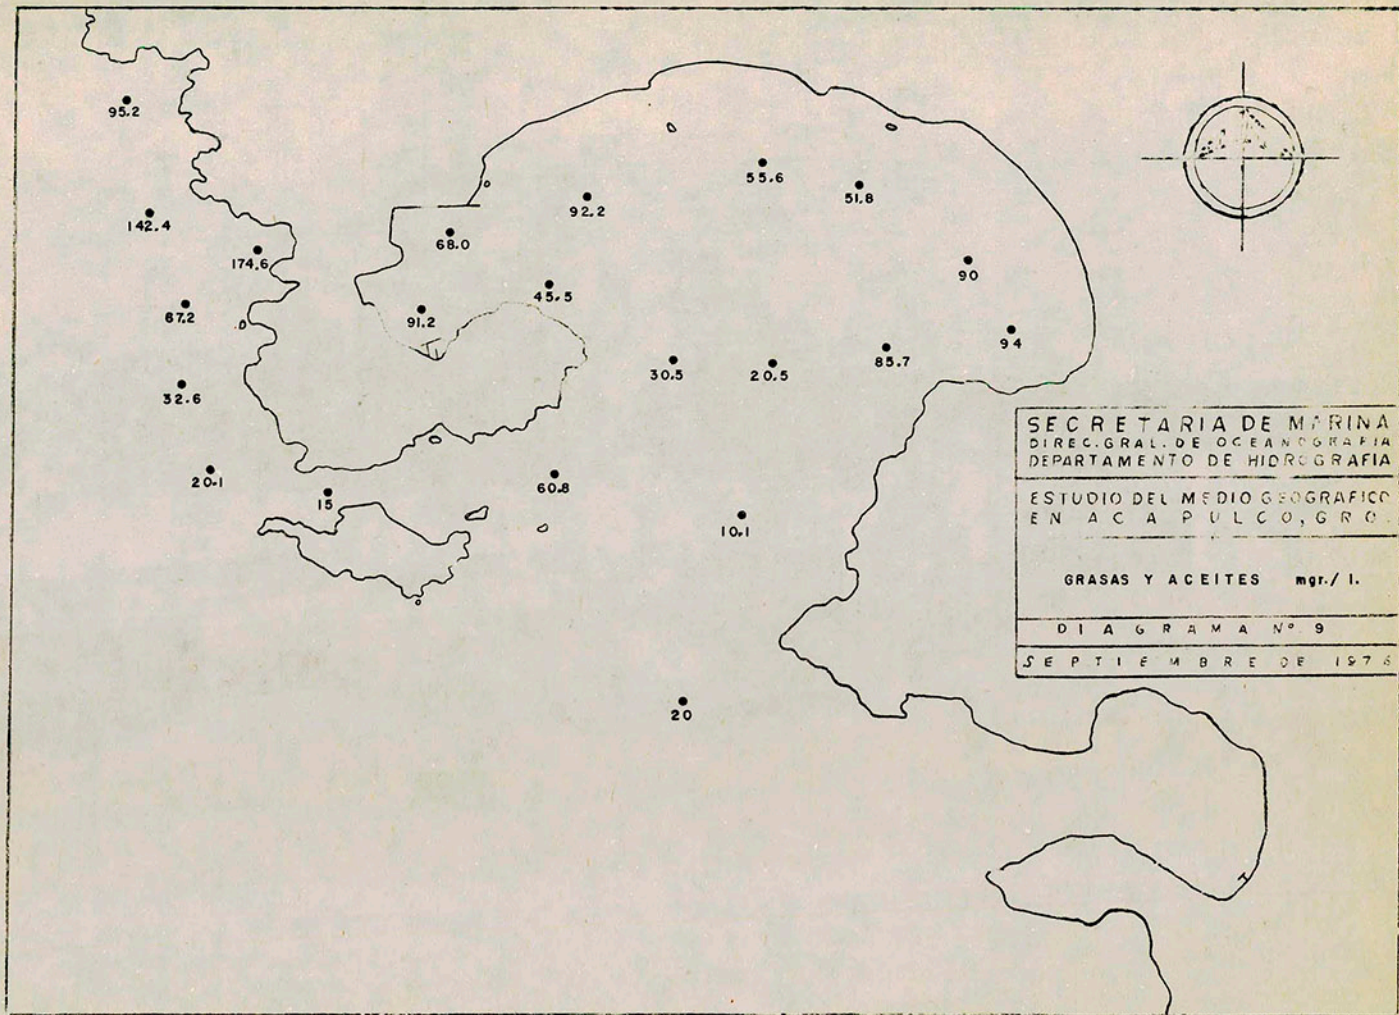 95.2
55.6
51.8
92.2
142.4
68.0
174.6
90
45.5
87.2
91.2
94
85.7
30.5
20.5
32.6
SECRETARIA DE MARINA
DIREC.GRAL. DE OCEANOGRAFIA
DEPARTAMENTO DE HIDROGRAFIA
ESTUDIO DEL MEDIO GEOGRAFICO
EN ACAPULCO, GRO.
GRASAS Y ACEITES mgr./ l.
DIAGRAMA Nº 9
SEPTIEMBRE DE
20.1
60.8
15
10.1
20